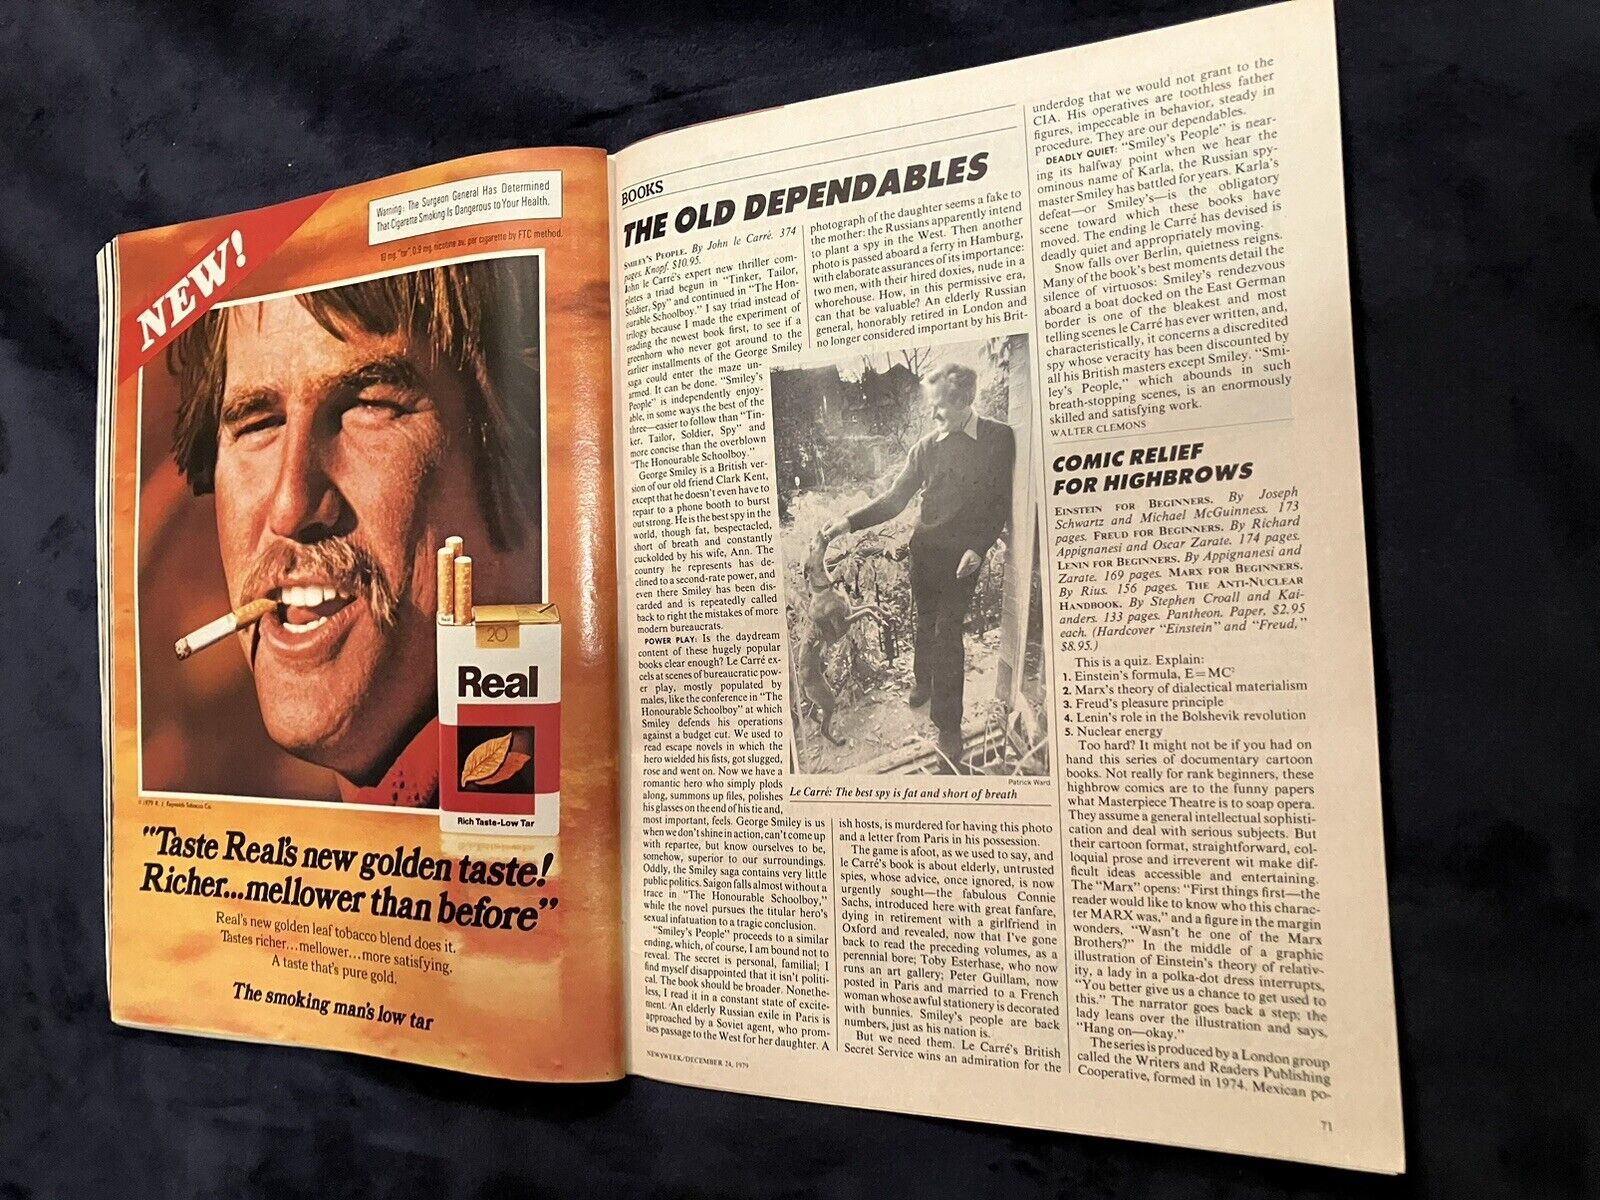 NEW!
Warning: The Surgeon General Has Determined
That Cigarette Smoking Is Dangerous to Your Health.
18 mg. "tar", 0.9 mg. nicotine av. per cigarette by FTC method.
20
Real
Rich Taste-Low Tar
© 1979 R. J. Reynolds Tobacco Co.
"Taste Real's new golden taste!
Richer...mellower than before"
Real's new golden leaf tobacco blend does it.
Tastes richer...mellower...more satisfying.
A taste that's pure gold.
The smoking man's low tar
BOOKS
THE OLD DEPENDABLES
SMILEY'S PEOPLE. By John le Carré. 374
pages. Knopf. $10.95.
John le Carré's expert new thriller com-
pletes a triad begun in "Tinker, Tailor,
Soldier, Spy" and continued in "The Hon-
ourable Schoolboy." I say triad instead of
trilogy because I made the experiment of
reading the newest book first, to see if a
greenhorn who never got around to the
earlier installments of the George Smiley
saga could enter the maze un-
armed. It can be done. "Smiley's
People" is independently enjoy-
able, in some ways the best of the
three—easier to follow than "Tin-
ker, Tailor, Soldier, Spy" and
more concise than the overblown
"The Honourable Schoolboy."
George Smiley is a British ver-
sion of our old friend Clark Kent,
except that he doesn't even have to
repair to a phone booth to burst
out strong. He is the best spy in the
world, though fat, bespectacled,
short of breath and constantly
cuckolded by his wife, Ann. The
country he represents has de-
clined to a second-rate power, and
even there Smiley has been dis-
carded and is repeatedly called
back to right the mistakes of more
modern bureaucrats.
POWER PLAY: Is the daydream
content of these hugely popular
books clear enough? Le Carré ex-
cels at scenes of bureaucratic pow-
er play, mostly populated by
males, like the conference in "The
Honourable Schoolboy" at which
Smiley defends his operations
against a budget cut. We used to
read escape novels in which the
hero wielded his fists, got slugged,
rose and went on. Now we have a
romantic hero who simply plods
along, summons up files, polishes
his glasses on the end of his tie and,
most important, feels. George Smiley is us
when we don't shine in action, can't come up
with repartee, but know ourselves to be,
somehow, superior to our surroundings.
Oddly, the Smiley saga contains very little
public politics. Saigon falls almost without a
trace in "The Honourable Schoolboy,"
while the novel pursues the titular hero's
sexual infatuation to a tragic conclusion.
"Smiley's People" proceeds to a similar
ending, which, of course, I am bound not to
reveal. The secret is personal, familial; I
find myself disappointed that it isn't politi-
cal. The book should be broader. Nonethe-
less, I read it in a constant state of excite-
ment. An elderly Russian exile in Paris is
approached by a Soviet agent, who prom-
ises passage to the West for her daughter. A
photograph of the daughter seems a fake to
the mother: the Russians apparently intend
to plant a spy in the West. Then another
photo is passed aboard a ferry in Hamburg,
with elaborate assurances of its importance:
two men, with their hired doxies, nude in a
whorehouse. How, in this permissive era,
can that be valuable? An elderly Russian
general, honorably retired in London and
no longer considered important by his Brit-
Patrick Ward
Le Carré: The best spy is fat and short of breath
ish hosts, is murdered for having this photo
and a letter from Paris in his possession.
The game is afoot, as we used to say, and
le Carré's book is about elderly, untrusted
spies, whose advice, once ignored, is now
urgently sought—the fabulous Connie
Sachs, introduced here with great fanfare,
dying in retirement with a girlfriend in
Oxford and revealed, now that I've gone
back to read the preceding volumes, as a
perennial bore; Toby Esterhase, who now
runs an art gallery; Peter Guillam, now
posted in Paris and married to a French
woman whose awful stationery is decorated
with bunnies. Smiley's people are back
numbers, just as his nation is.
But we need them. Le Carré's British
Secret Service wins an admiration for the
underdog that we would not grant to the
CIA. His operatives are toothless father
figures, impeccable in behavior, steady in
procedure. They are our dependables.
DEADLY QUIET: "Smiley's People" is near-
ing its halfway point when we hear the
ominous name of Karla, the Russian spy-
master Smiley has battled for years. Karla's
defeat—or Smiley's—is the obligatory
scene toward which these books have
moved. The ending le Carré has devised is
deadly quiet and appropriately moving.
Snow falls over Berlin, quietness reigns.
Many of the book's best moments detail the
silence of virtuosos: Smiley's rendezvous
aboard a boat docked on the East German
border is one of the bleakest and most
telling scenes le Carré has ever written, and,
characteristically, it concerns a discredited
spy whose veracity has been discounted by
all his British masters except Smiley. "Smi-
ley's People," which abounds in such
breath-stopping scenes, is an enormously
skilled and satisfying work.
WALTER CLEMONS
COMIC RELIEF
FOR HIGHBROWS
EINSTEIN FOR BEGINNERS. By Joseph
Schwartz and Michael McGuinness. 173
pages. FREUD FOR BEGINNERS. By Richard
Appignanesi and Oscar Zarate. 174 pages.
LENIN FOR BEGINNERS. By Appignanesi and
Zarate. 169 pages. MARX FOR BEGINNERS.
By Rius. 156 pages. THE ANTI-NUCLEAR
HANDBOOK. By Stephen Croall and Kai-
anders. 133 pages. Pantheon. Paper, $2.95
each. (Hardcover "Einstein" and "Freud,"
$8.95.)
This is a quiz. Explain:
1. Einstein's formula, E=MC²
2. Marx's theory of dialectical materialism
3. Freud's pleasure principle
4. Lenin's role in the Bolshevik revolution
5. Nuclear energy
Too hard? It might not be if you had on
hand this series of documentary cartoon
books. Not really for rank beginners, these
highbrow comics are to the funny papers
what Masterpiece Theatre is to soap opera.
They assume a general intellectual sophisti-
cation and deal with serious subjects. But
their cartoon format, straightforward, col-
loquial prose and irreverent wit make dif-
ficult ideas accessible and entertaining.
The "Marx" opens: "First things first—the
reader would like to know who this charac-
ter MARX was," and a figure in the margin
wonders, "Wasn't he one of the Marx
Brothers?" In the middle of a graphic
illustration of Einstein's theory of relativ-
ity, a lady in a polka-dot dress interrupts,
"You better give us a chance to get used to
this." The narrator goes back a step; the
lady leans over the illustration and says,
"Hang on—okay."
The series is produced by a London group
called the Writers and Readers Publishing
Cooperative, formed in 1974. Mexican po-
NEWSWEEK/DECEMBER 24, 1979
71